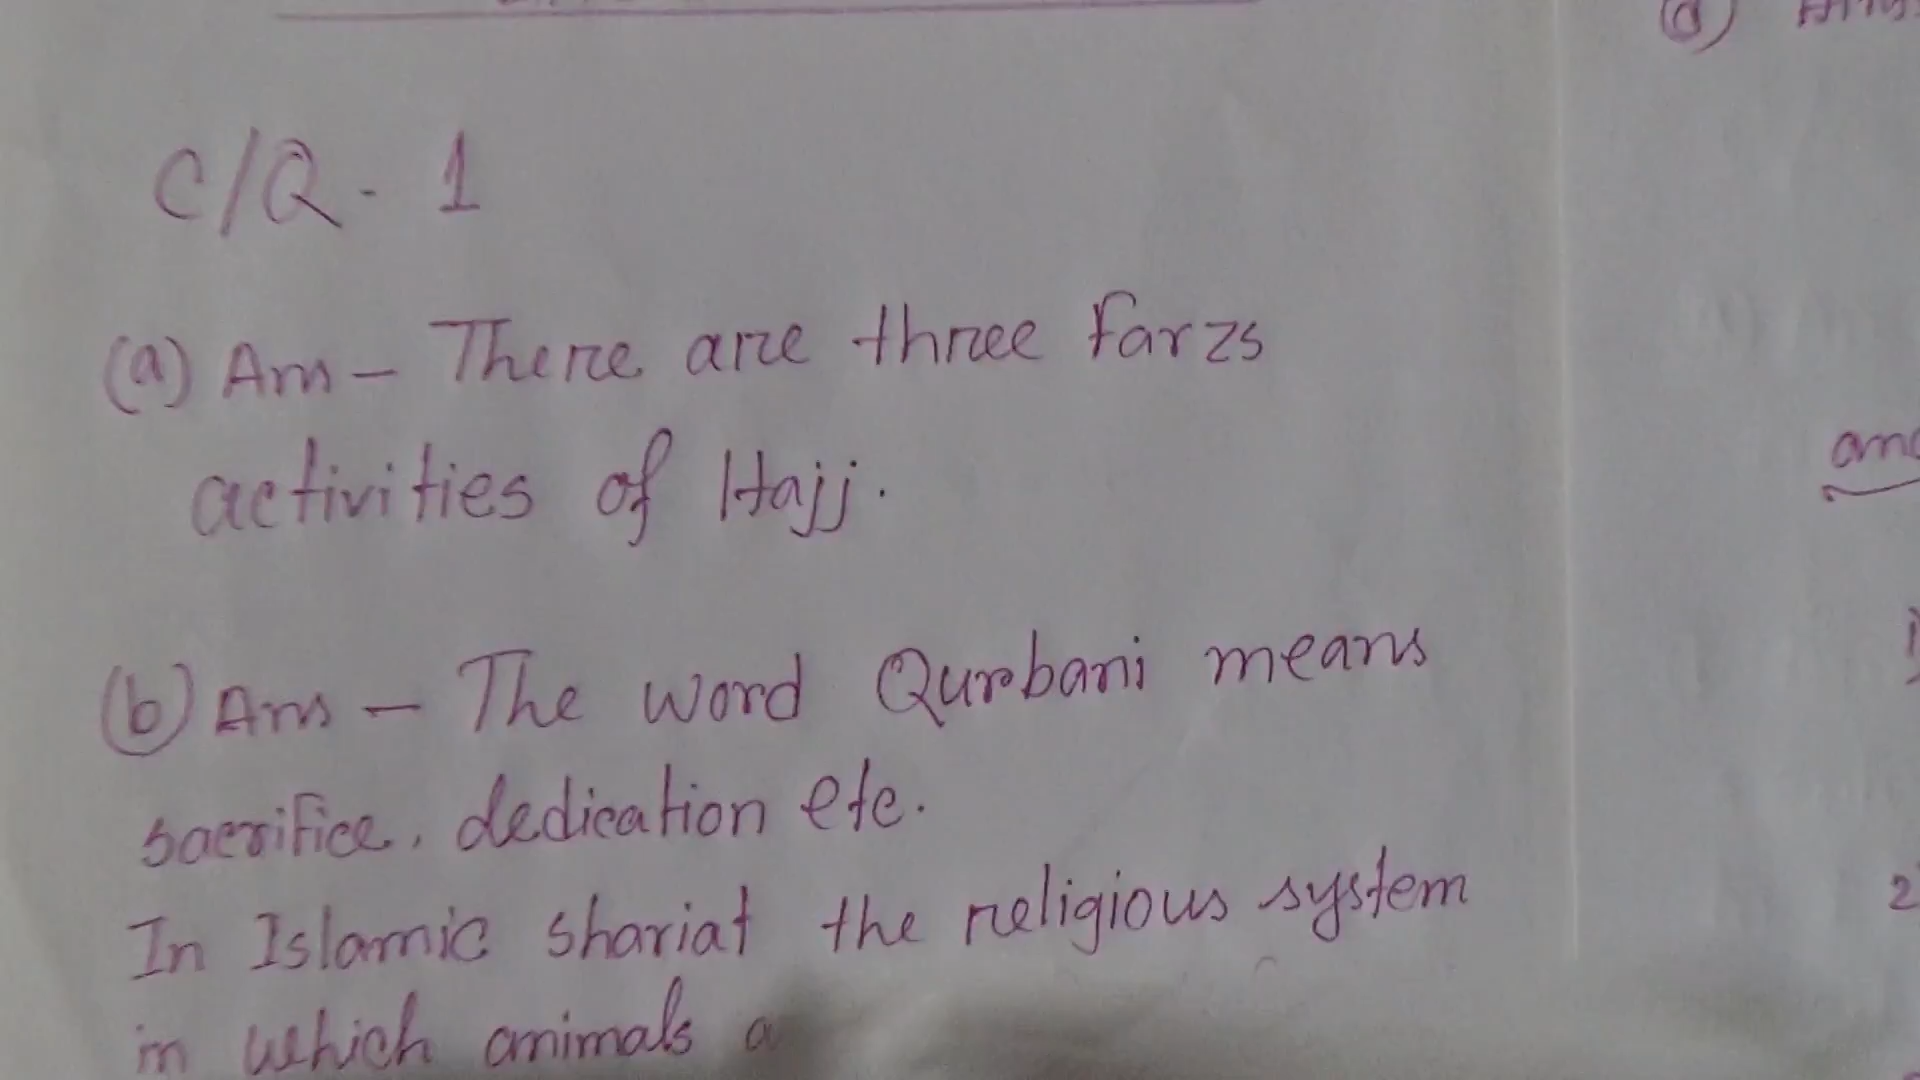 C/Q - 1
(a) Ans - There are three Farzs
activities of Hajj.
(b) Ans - The word Qurbani means
sacrifice, dedication etc.
In Islamic shariat the religious system
in which animals a
(d)
2